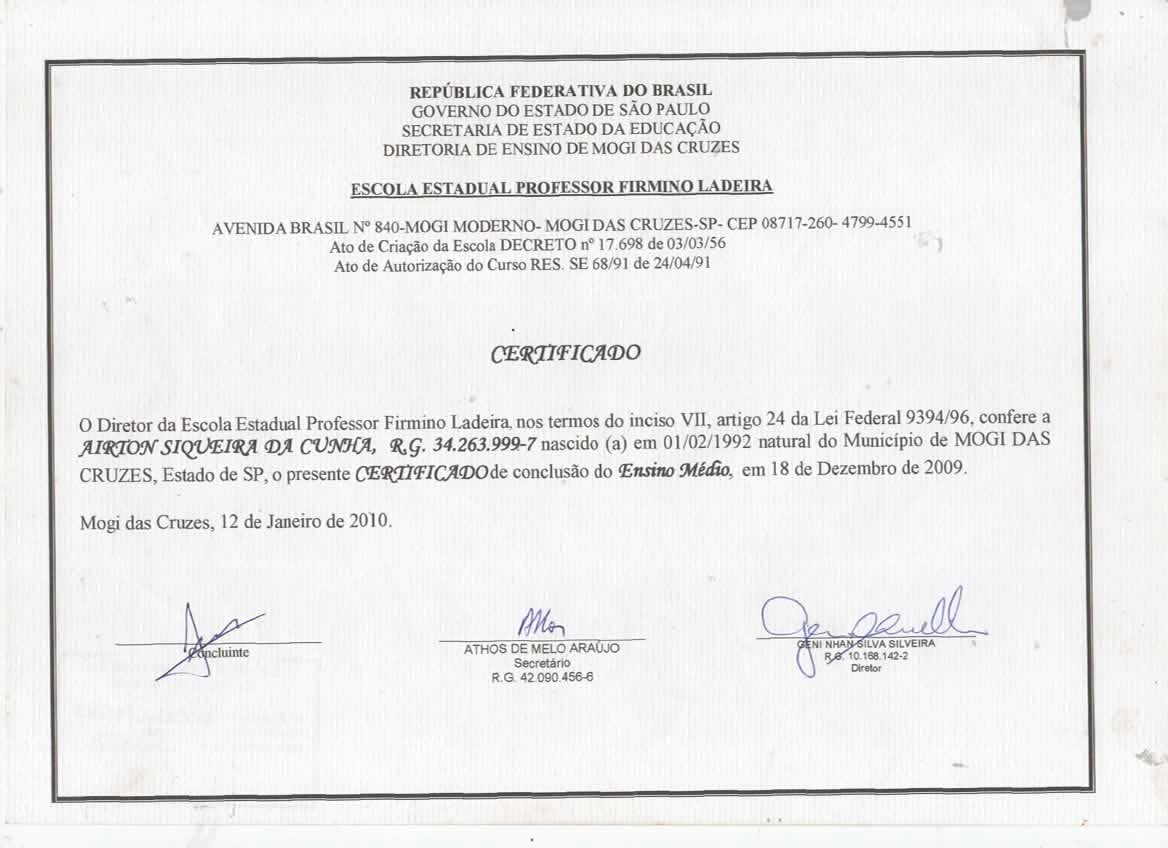 REPÚBLICA FEDERATIVA DO BRASIL
GOVERNO DO ESTADO DE SÃO PAULO
SECRETARIA DE ESTADO DA EDUCAÇÃO
DIRETORIA DE ENSINO DE MOGI DAS CRUZES
ESCOLA ESTADUAL PROFESSOR FIRMINO LADEIRA
AVENIDA BRASIL Nº 840-MOGI MODERNO- MOGI DAS CRUZES-SP- CEP 08717-260- 4799-4551
Ato de Criação da Escola DECRETO nº 17.698 de 03/03/56
Ato de Autorização do Curso RES. SE 68/91 de 24/04/91
CERTIFICADO
O Diretor da Escola Estadual Professor Firmino Ladeira, nos termos do inciso VII, artigo 24 da Lei Federal 9394/96, confere a
AIRTON SIQUEIRA DA CUNHA, R.G. 34.263.999-7 nascido (a) em 01/02/1992 natural do Município de MOGI DAS
CRUZES, Estado de SP, o presente CERTIFICADO de conclusão do Ensino Médio, em 18 de Dezembro de 2009.
Mogi das Cruzes, 12 de Janeiro de 2010.
Concluinte
ATHOS DE MELO ARAÚJO
Secretário
R.G. 42.090.456-6
GENI NHAN SILVA SILVEIRA
R.G. 10.168.142-2
Diretor